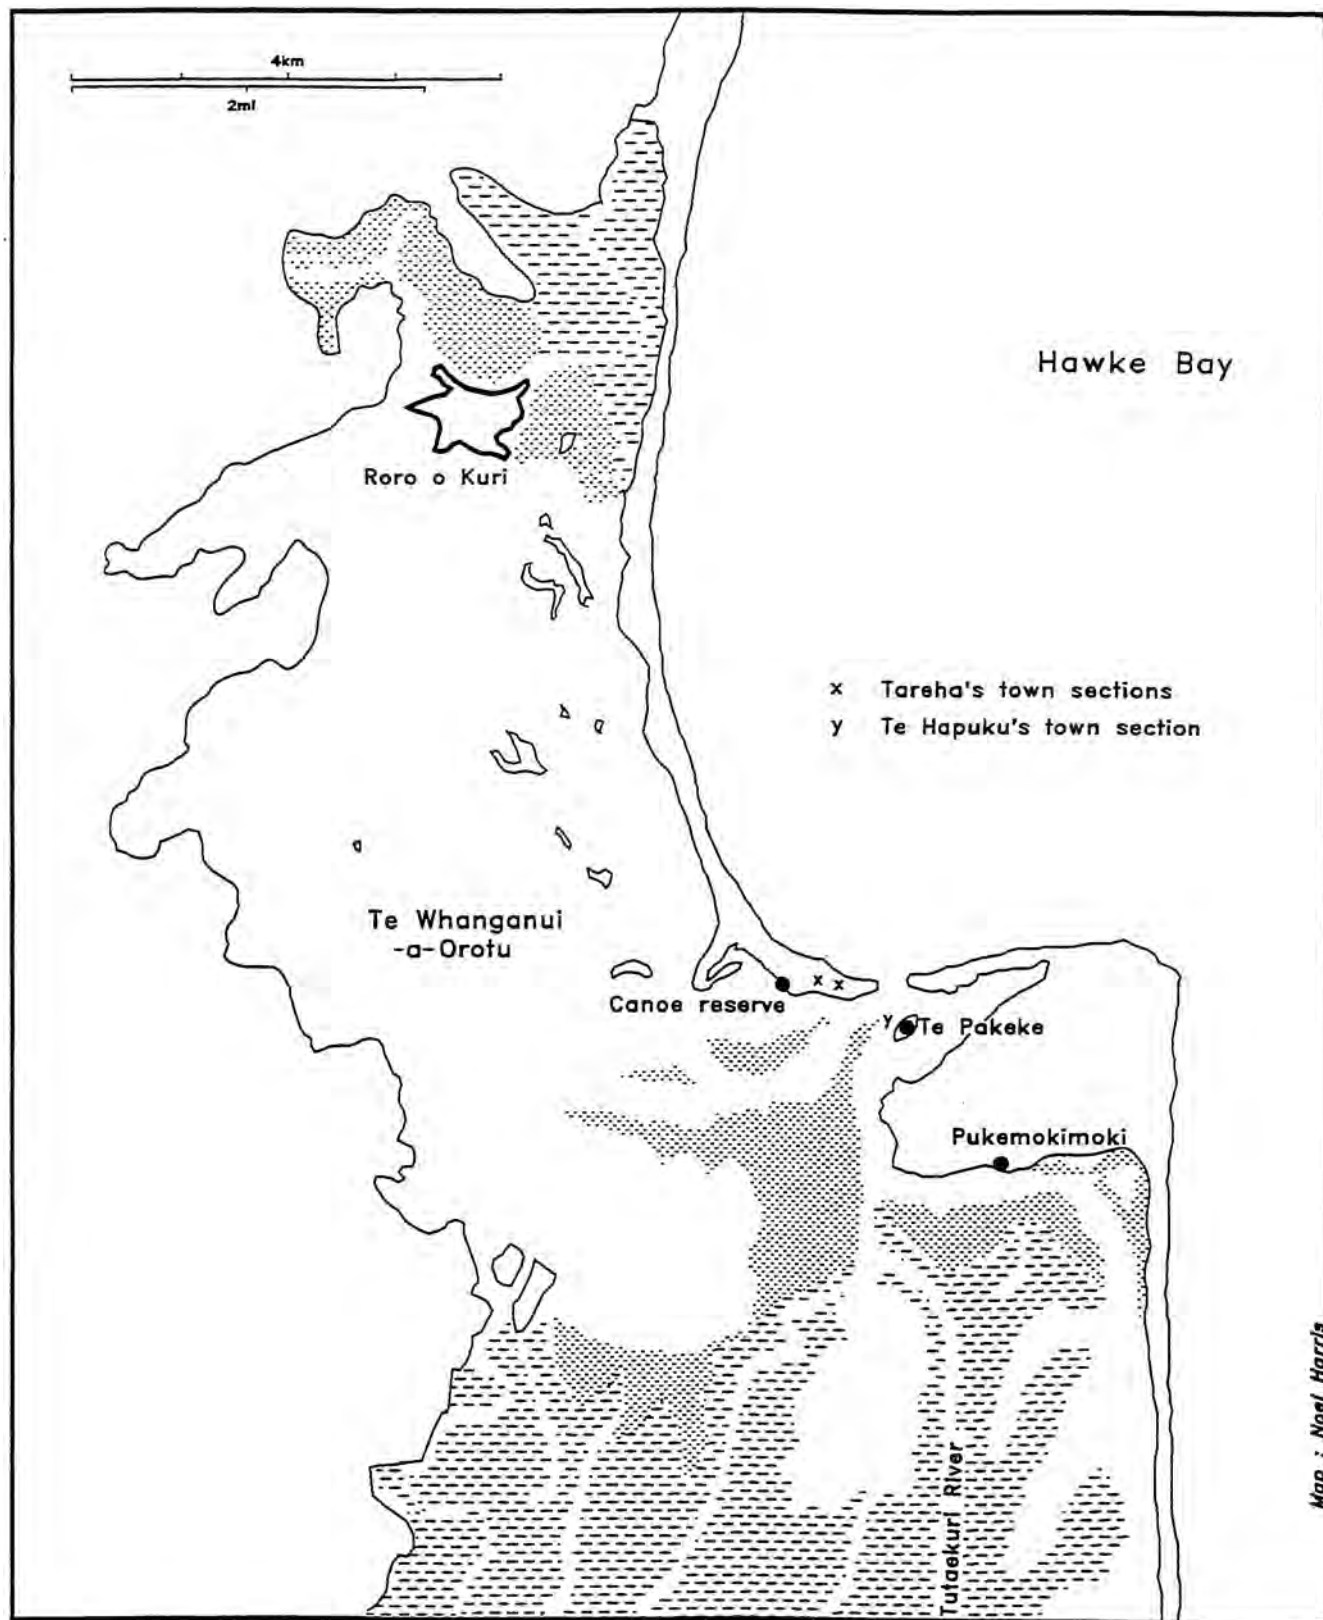 4km
2mi
Hawke Bay
Roro o Kuri
x Tareha's town sections
y Te Hapuku's town section
Te Whanganui
-a-Orotu
x x
Canoe reserve
y Te Pakeke
Pukemokimoki
Tutaekuri River
Map : Noel Harris